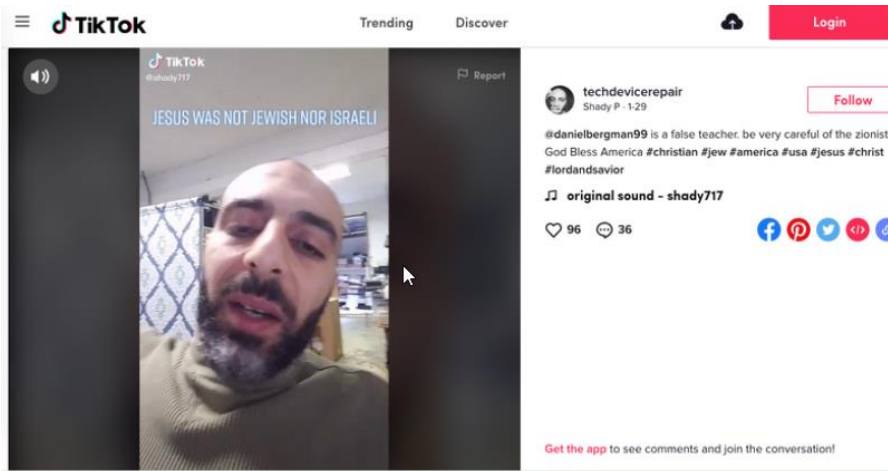 TikTok
Trending
Discover
Login
TikTok
@shady717
Report
JESUS WAS NOT JEWISH NOR ISRAELI
techdevicerepair
Shady P · 1-29
Follow
@danielbergman99 is a false teacher. be very careful of the zionist
God Bless America #christian #jew #america #usa #jesus #christ
#lordandsavior
original sound - shady717
96
36
Get the app to see comments and join the conversation!